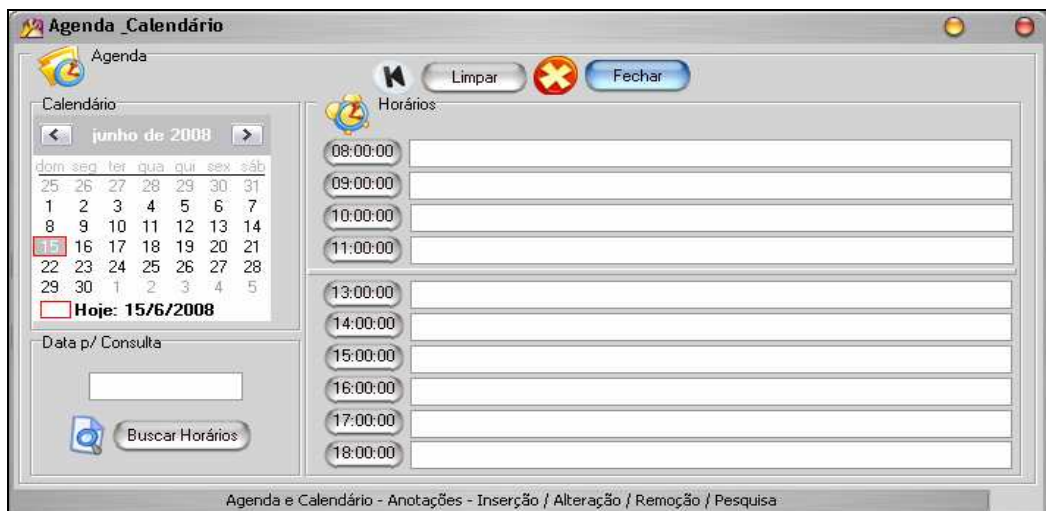 Agenda _Calendário
Agenda
Limpar
Fechar
Calendário
junho de 2008
dom seg ter qua qui sex sáb
25 26 27 28 29 30 31
1 2 3 4 5 6 7
8 9 10 11 12 13 14
15 16 17 18 19 20 21
22 23 24 25 26 27 28
29 30 1 2 3 4 5
Hoje: 15/6/2008
Data p/ Consulta
Buscar Horários
Horários
08:00:00
09:00:00
10:00:00
11:00:00
13:00:00
14:00:00
15:00:00
16:00:00
17:00:00
18:00:00
Agenda e Calendário - Anotações - Inserção / Alteração / Remoção / Pesquisa